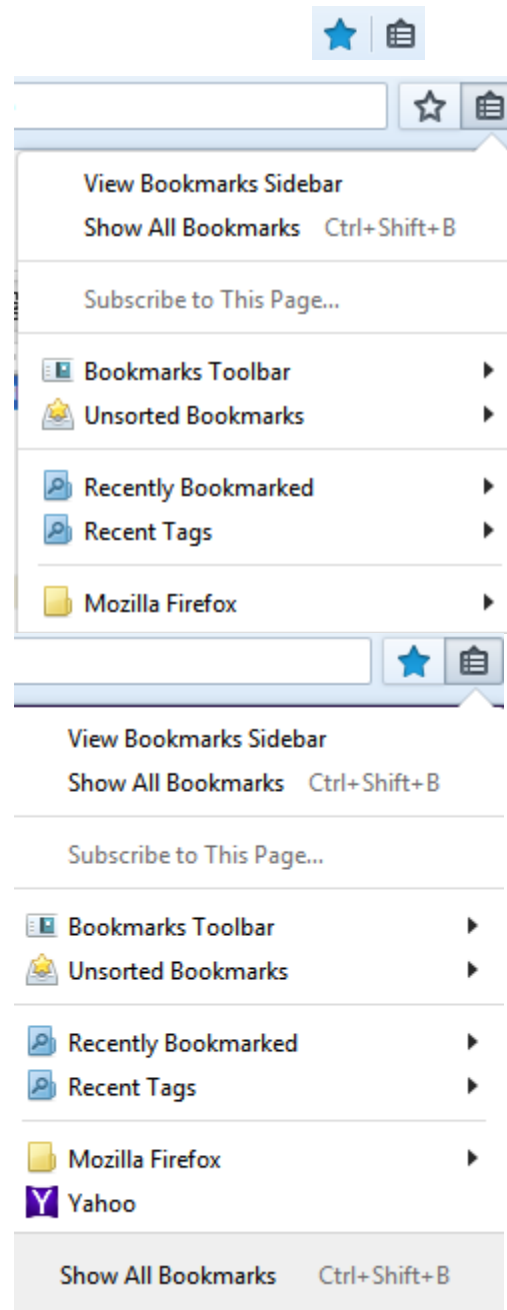 View Bookmarks Sidebar
Show All Bookmarks Ctrl+Shift+B
Subscribe to This Page...
Bookmarks Toolbar
Unsorted Bookmarks
Recently Bookmarked
Recent Tags
Mozilla Firefox
View Bookmarks Sidebar
Show All Bookmarks Ctrl+Shift+B
Subscribe to This Page...
Bookmarks Toolbar
Unsorted Bookmarks
Recently Bookmarked
Recent Tags
Mozilla Firefox
Y Yahoo
Show All Bookmarks Ctrl+Shift+B